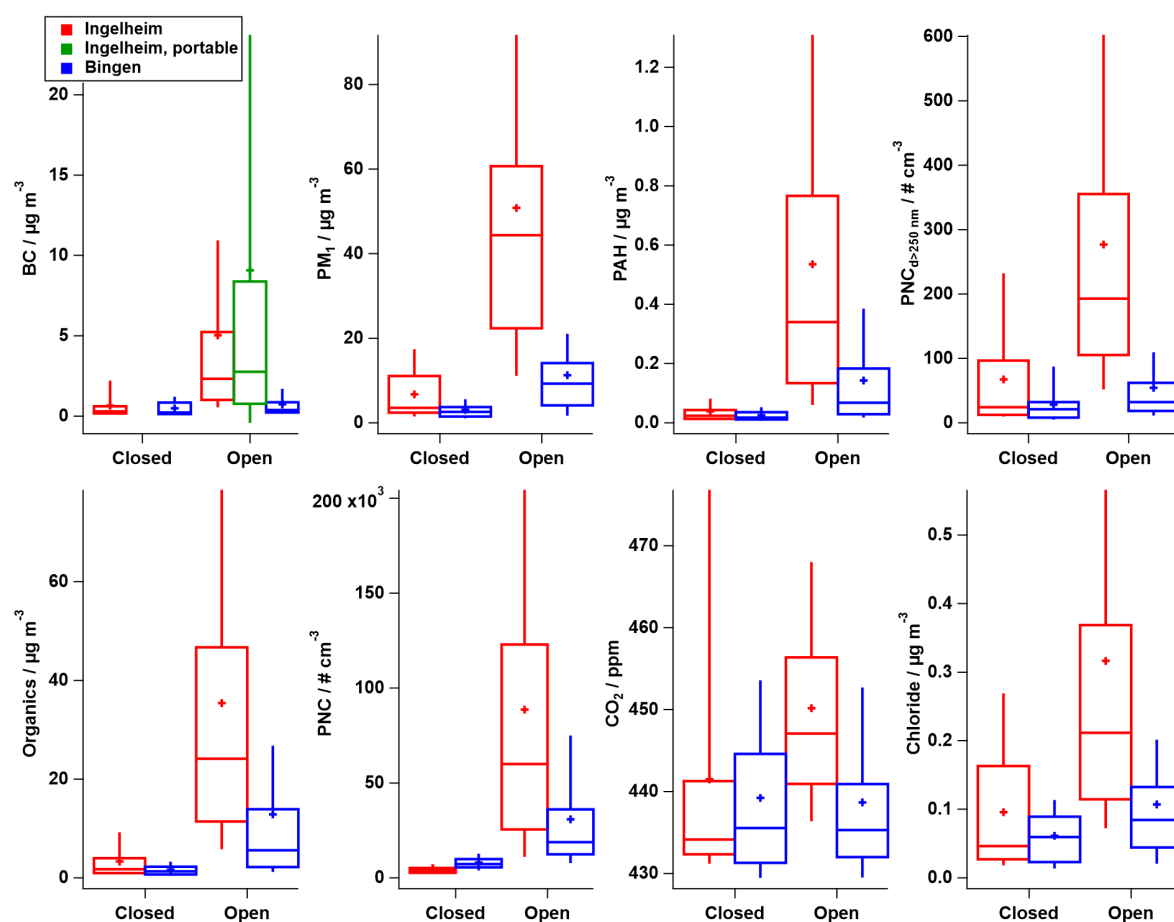 Ingelheim
Ingelheim, portable
Bingen
BC / µg m⁻³
20
15
10
5
0
Closed Open
PM₁ / µg m⁻³
80
60
40
20
0
Closed Open
PAH / µg m⁻³
1.2
1.0
0.8
0.6
0.4
0.2
0.0
Closed Open
PNC_d>250 nm / # cm⁻³
600
500
400
300
200
100
0
Closed Open
Organics / µg m⁻³
60
40
20
0
Closed Open
PNC / # cm⁻³
200 x10³
150
100
50
0
Closed Open
CO₂ / ppm
470
460
450
440
430
Closed Open
Chloride / µg m⁻³
0.5
0.4
0.3
0.2
0.1
0.0
Closed Open